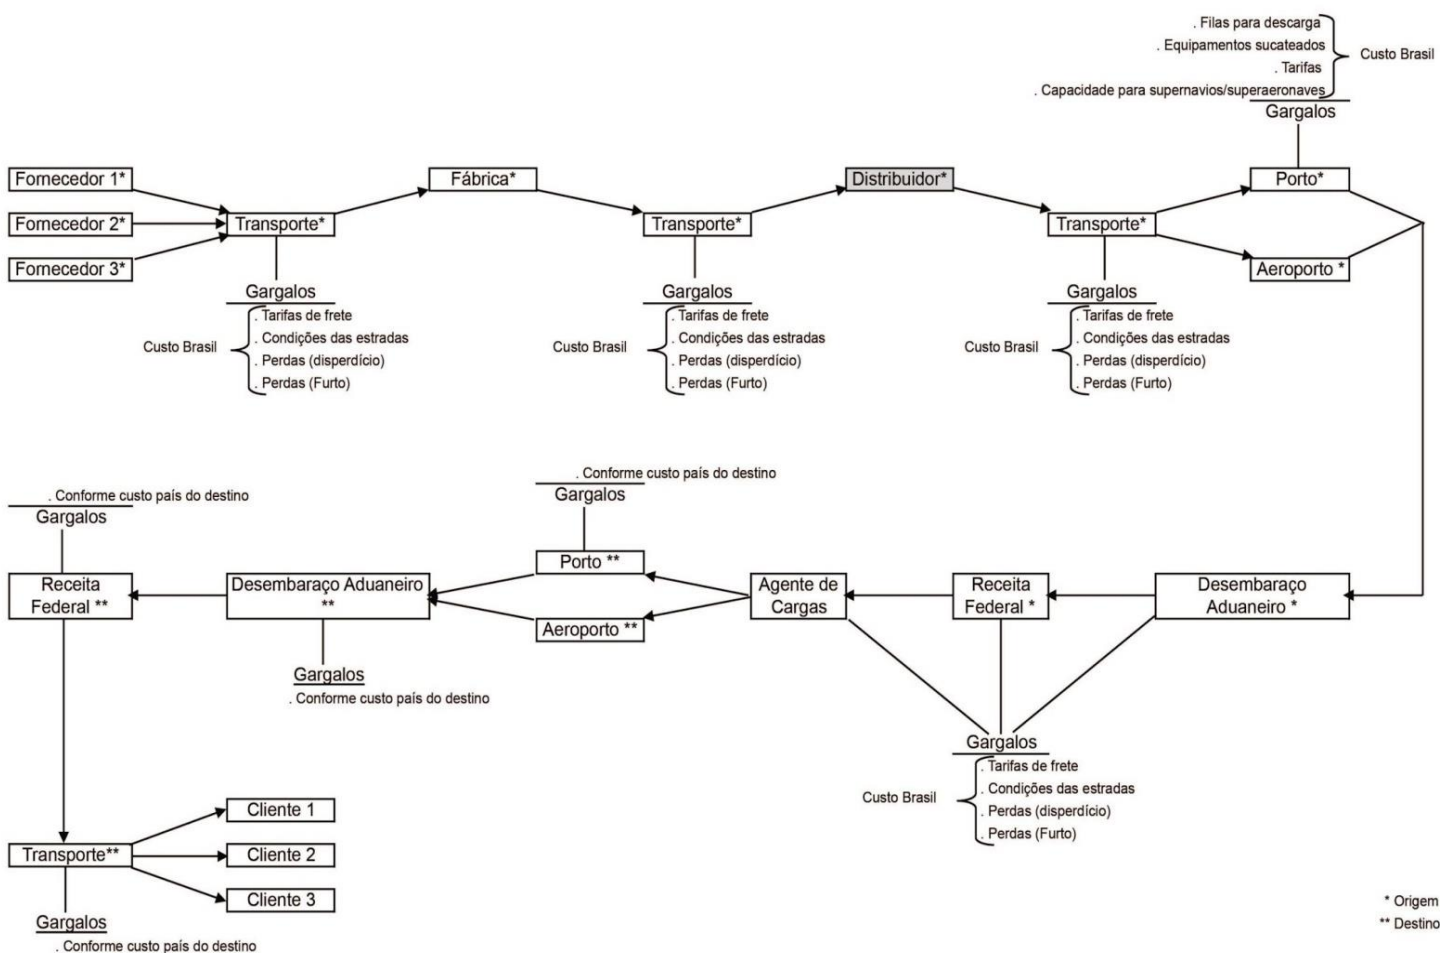 . Filas para descarga
. Equipamentos sucateados
. Tarifas
. Capacidade para supernavios/superaeronaves
Custo Brasil
Gargalos
Fornecedor 1*
Fornecedor 2*
Fornecedor 3*
Transporte*
Fábrica*
Transporte*
Distribuidor*
Transporte*
Porto*
Aeroporto *
Gargalos
Custo Brasil
. Tarifas de frete
. Condições das estradas
. Perdas (disperdício)
. Perdas (Furto)
Gargalos
Custo Brasil
. Tarifas de frete
. Condições das estradas
. Perdas (disperdício)
. Perdas (Furto)
Gargalos
Custo Brasil
. Tarifas de frete
. Condições das estradas
. Perdas (disperdício)
. Perdas (Furto)
. Conforme custo país do destino
Gargalos
. Conforme custo país do destino
Gargalos
Receita
Federal **
Desembaraço Aduaneiro
**
Porto **
Aeroporto **
Agente de
Cargas
Receita
Federal *
Desembaraço
Aduaneiro *
Gargalos
. Conforme custo país do destino
Gargalos
Custo Brasil
. Tarifas de frete
. Condições das estradas
. Perdas (disperdício)
. Perdas (Furto)
Transporte**
Cliente 1
Cliente 2
Cliente 3
Gargalos
. Conforme custo país do destino
* Origem
** Destino